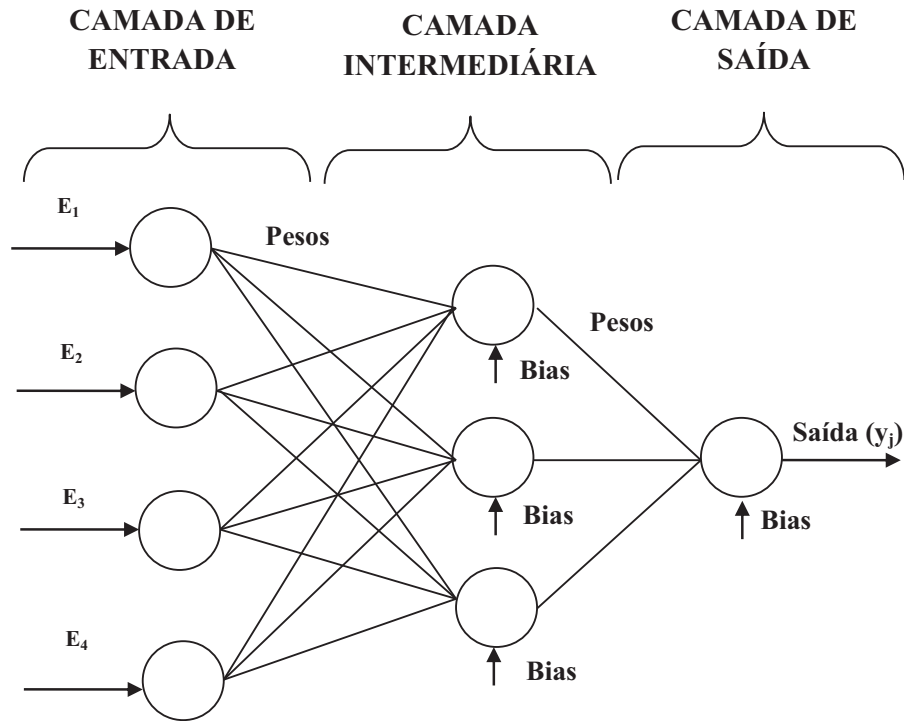 CAMADA DE
ENTRADA
CAMADA
INTERMEDIÁRIA
CAMADA DE
SAÍDA
E₁
Pesos
Pesos
E₂
Bias
Saída (yⱼ)
E₃
Bias
Bias
E₄
Bias